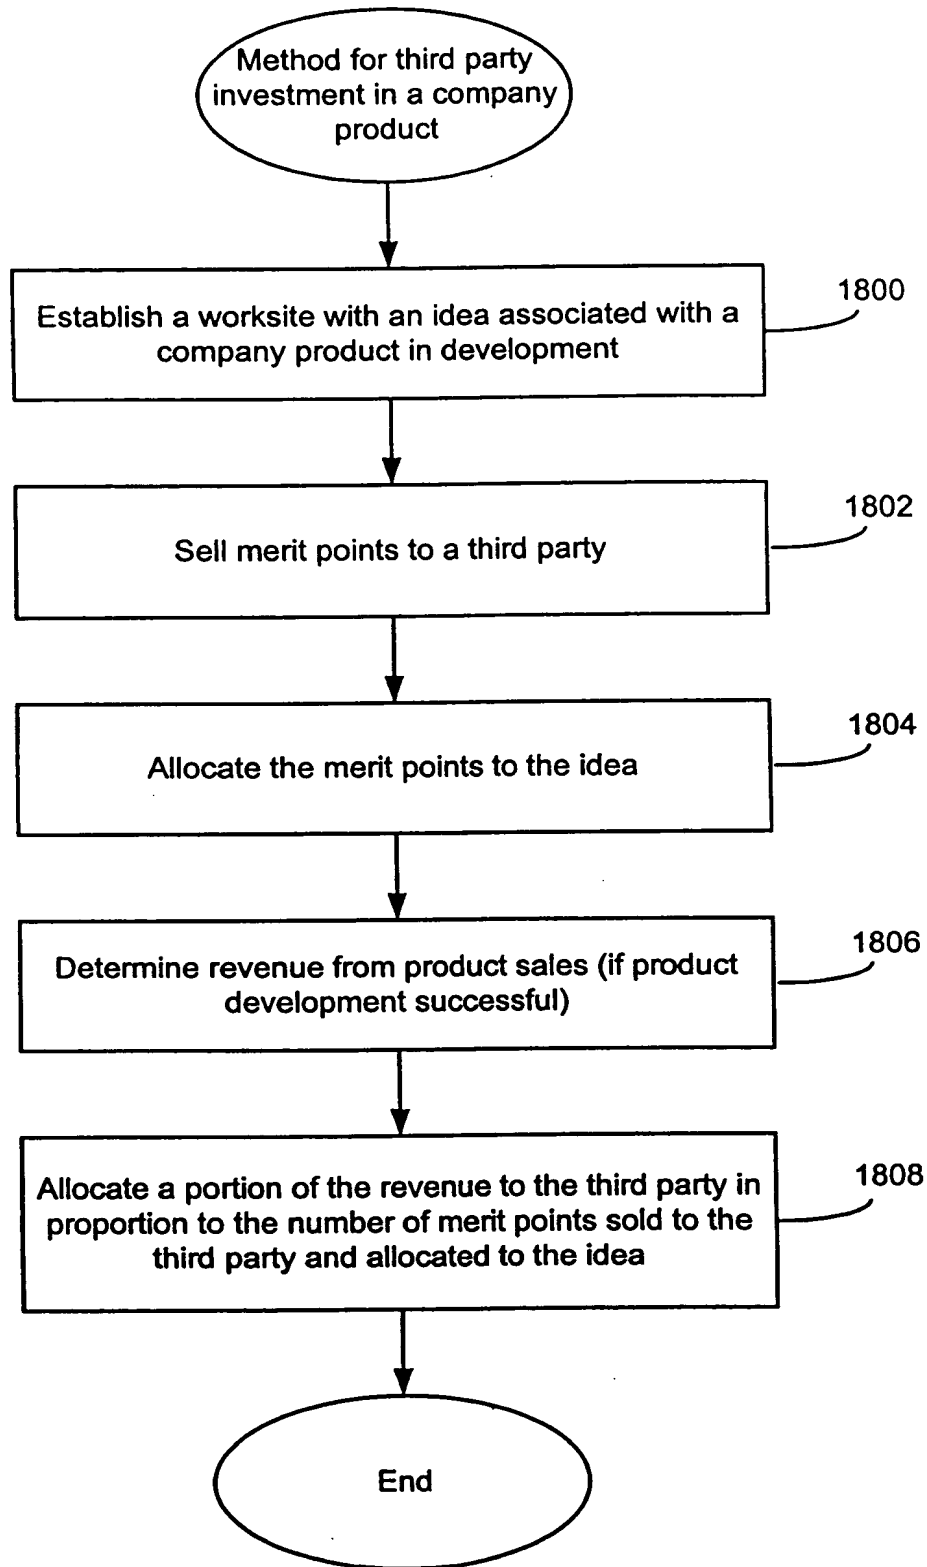 Method for third party
investment in a company
product
1800
Establish a worksite with an idea associated with a
company product in development
1802
Sell merit points to a third party
1804
Allocate the merit points to the idea
1806
Determine revenue from product sales (if product
development successful)
1808
Allocate a portion of the revenue to the third party in
proportion to the number of merit points sold to the
third party and allocated to the idea
End